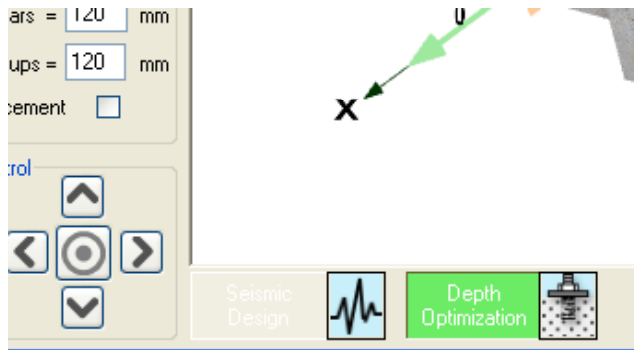 ars = 120 mm
ups = 120 mm
cement
trol
0
X
Seismic
Design
Depth
Optimization